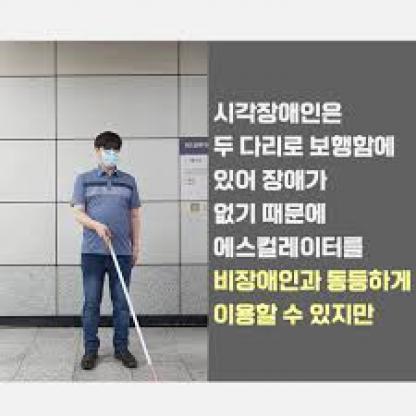 시각장애인은
두 다리로 보행함에
있어 장애가
없기 때문에
에스컬레이터를
비장애인과 동등하게
이용할 수 있지만